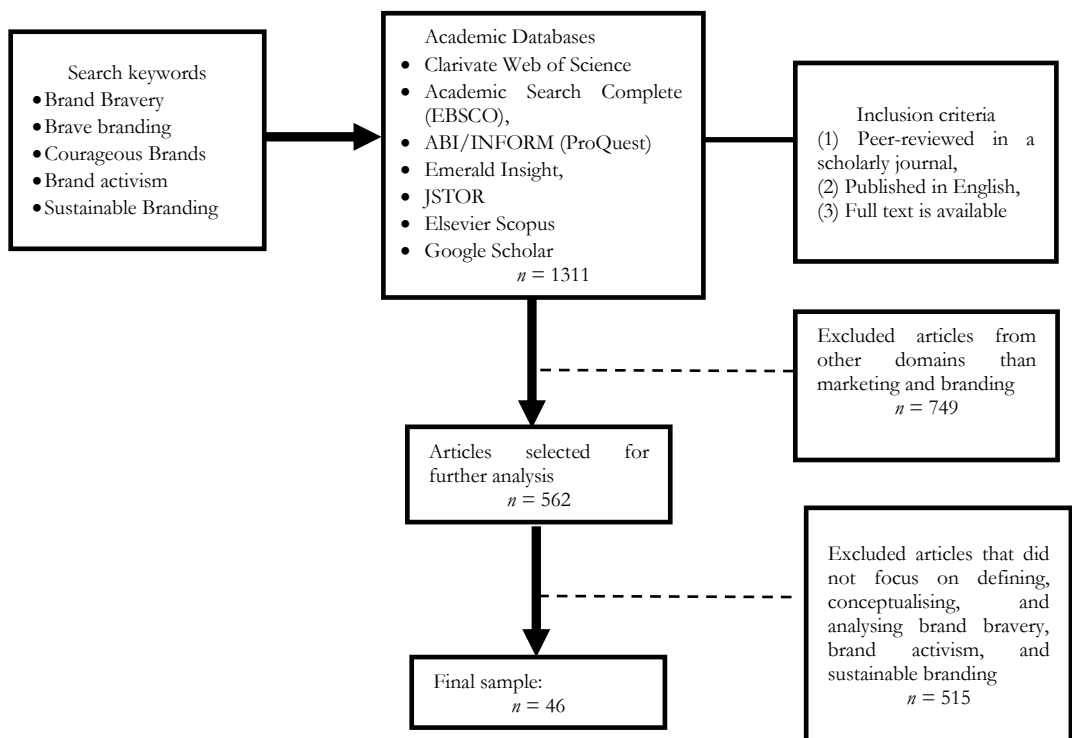 Search keywords
• Brand Bravery
• Brave branding
• Courageous Brands
• Brand activism
• Sustainable Branding
Academic Databases
• Clarivate Web of Science
• Academic Search Complete
(EBSCO),
• ABI/INFORM (ProQuest)
• Emerald Insight,
• JSTOR
• Elsevier Scopus
• Google Scholar
n = 1311
Inclusion criteria
(1) Peer-reviewed in a
scholarly journal,
(2) Published in English,
(3) Full text is available
Excluded articles from
other domains than
marketing and branding
n = 749
Articles selected for
further analysis
n = 562
Excluded articles that did
not focus on defining,
conceptualising, and
analysing brand bravery,
brand activism, and
sustainable branding
n = 515
Final sample:
n = 46